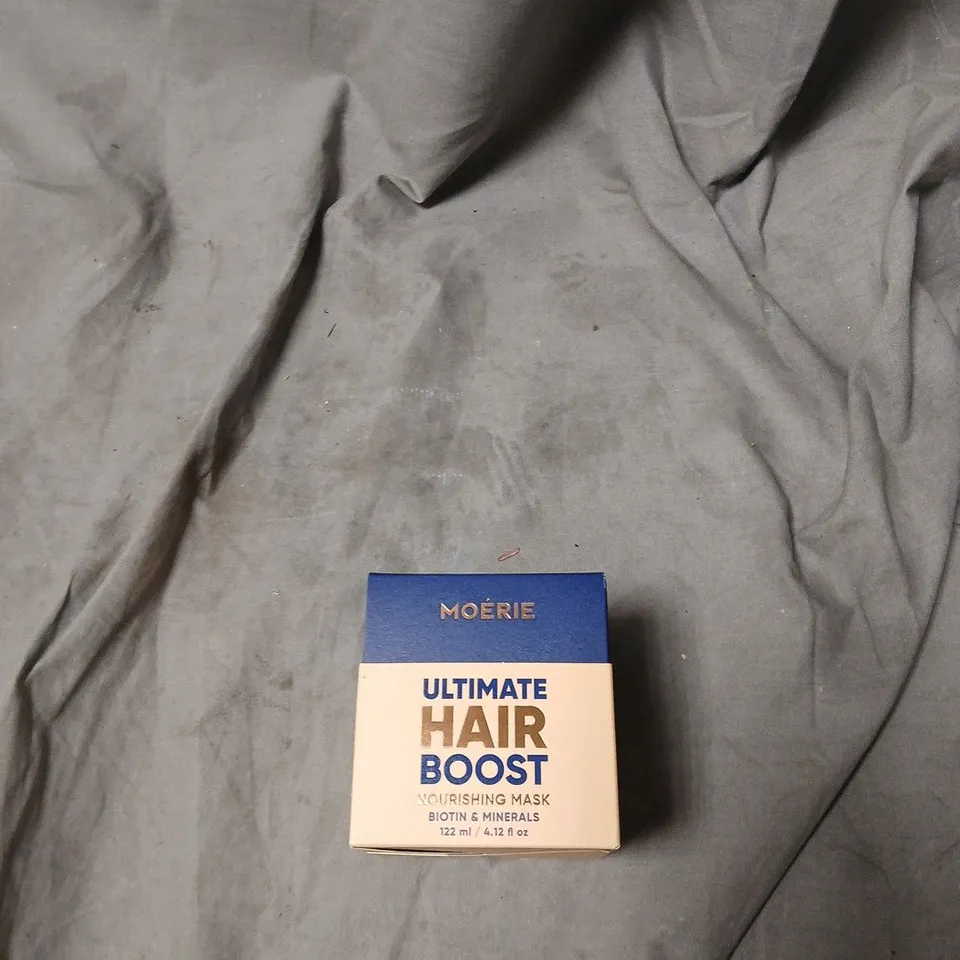 MOÉRIE
ULTIMATE
HAIR
BOOST
NOURISHING MASK
BIOTIN & MINERALS
122 ml / 4.12 fl oz